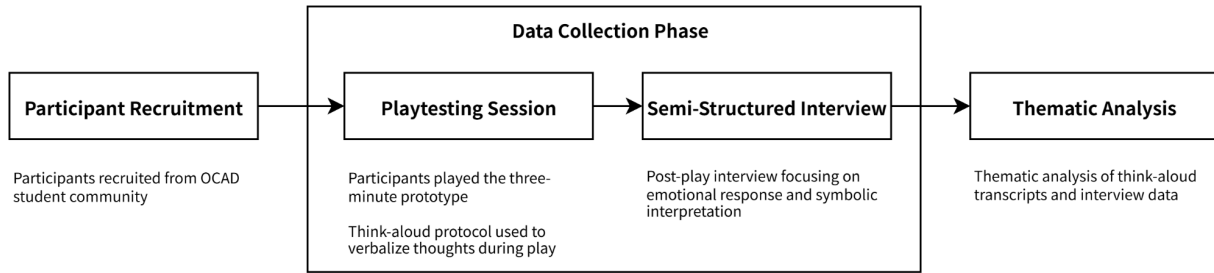 Data Collection Phase
Participant Recruitment
Playtesting Session
Semi-Structured Interview
Thematic Analysis
Participants recruited from OCAD
student community
Participants played the three-
minute prototype
Think-aloud protocol used to
verbalize thoughts during play
Post-play interview focusing on
emotional response and symbolic
interpretation
Thematic analysis of think-aloud
transcripts and interview data